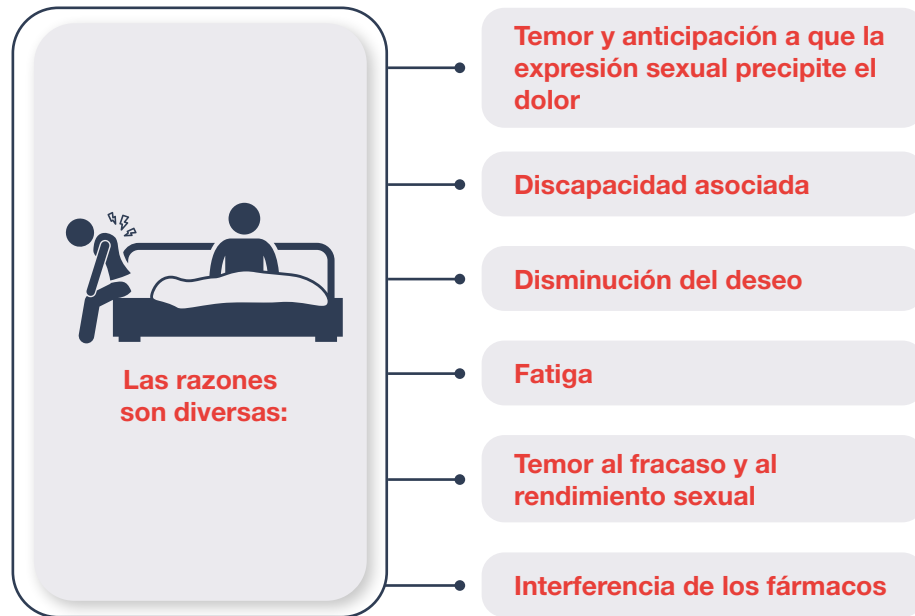 Las razones
son diversas:
Temor y anticipación a que la
expresión sexual precipite el
dolor
Discapacidad asociada
Disminución del deseo
Fatiga
Temor al fracaso y al
rendimiento sexual
Interferencia de los fármacos